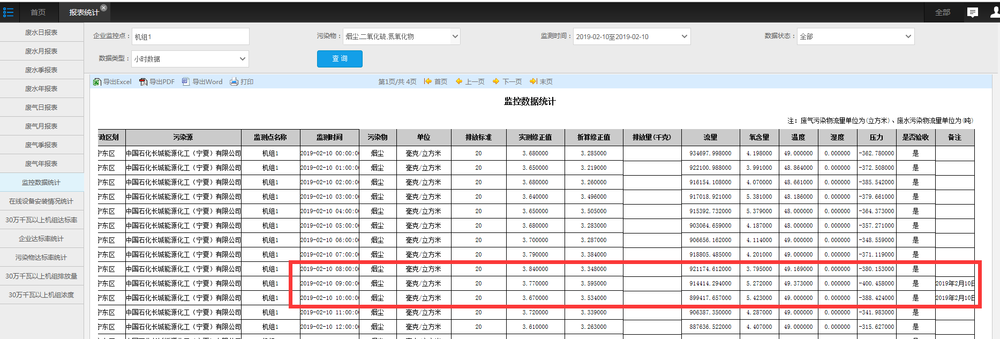 首页 报表统计 全部
废水日报表
废水月报表
废水季报表
废水年报表
废气日报表
废气月报表
废气季报表
废气年报表
监控数据统计
在线设备安装情况统计
30万千瓦以上机组达标率
企业达标率统计
污染物达标率统计
30万千瓦以上机组排放量
30万千瓦以上机组浓度
企业监控点： 机组1 污染物： 烟尘,二氧化硫,氮氧化物 监测时间： 2019-02-10至2019-02-10 数据状态： 全部
数据类型： 小时数据 查 询
导出Excel 导出PDF 导出Word 打印 第1页/共 4页 首页 上一页 下一页 末页
监控数据统计
注: 废气污染物流量单位为(立方米)、废水污染物流量单位为(吨)
政区划 污染源 监测点名称 监测时间 污染物 单位 排放标准 实测修正值 折算修正值 排放量(千克) 流量 氧含量 温度 湿度 压力 是否验收 备注
宁东区 中国石化长城能源化工（宁夏）有限公司 机组1 2019-02-10 00:00:00 烟尘 毫克/立方米 20 3.680000 3.285000 934697.998000 4.198000 49.000000 0.000000 -362.780000 是
宁东区 中国石化长城能源化工（宁夏）有限公司 机组1 2019-02-10 01:00:00 烟尘 毫克/立方米 20 3.650000 3.219000 922100.988000 3.991000 48.864000 0.000000 -372.508000 是
宁东区 中国石化长城能源化工（宁夏）有限公司 机组1 2019-02-10 02:00:00 烟尘 毫克/立方米 20 3.680000 3.260000 916154.108000 4.070000 48.661000 0.000000 -385.542000 是
宁东区 中国石化长城能源化工（宁夏）有限公司 机组1 2019-02-10 03:00:00 烟尘 毫克/立方米 20 3.640000 3.496000 917018.921000 5.381000 48.186000 0.000000 -379.661000 是
宁东区 中国石化长城能源化工（宁夏）有限公司 机组1 2019-02-10 04:00:00 烟尘 毫克/立方米 20 3.650000 3.505000 915392.732000 5.379000 48.000000 0.000000 -364.373000 是
宁东区 中国石化长城能源化工（宁夏）有限公司 机组1 2019-02-10 05:00:00 烟尘 毫克/立方米 20 3.680000 3.283000 903064.659000 4.187000 48.000000 0.000000 -357.271000 是
宁东区 中国石化长城能源化工（宁夏）有限公司 机组1 2019-02-10 06:00:00 烟尘 毫克/立方米 20 3.700000 3.287000 906656.162000 4.114000 49.000000 0.000000 -348.559000 是
宁东区 中国石化长城能源化工（宁夏）有限公司 机组1 2019-02-10 07:00:00 烟尘 毫克/立方米 20 3.790000 3.384000 918805.485000 4.201000 49.000000 0.000000 -371.119000 是
宁东区 中国石化长城能源化工（宁夏）有限公司 机组1 2019-02-10 08:00:00 烟尘 毫克/立方米 20 3.840000 3.348000 921174.612000 3.795000 49.169000 0.000000 -380.153000 是
宁东区 中国石化长城能源化工（宁夏）有限公司 机组1 2019-02-10 09:00:00 烟尘 毫克/立方米 20 3.770000 3.595000 914414.294000 5.272000 49.373000 0.000000 -400.458000 是 2019年2月10日
宁东区 中国石化长城能源化工（宁夏）有限公司 机组1 2019-02-10 10:00:00 烟尘 毫克/立方米 20 3.670000 3.534000 899417.657000 5.423000 49.000000 0.000000 -388.424000 是 2019年2月10日
宁东区 中国石化长城能源化工（宁夏）有限公司 机组1 2019-02-10 11:00:00 烟尘 毫克/立方米 20 3.720000 3.339000 906387.350000 4.287000 49.000000 0.000000 -341.983000 是
宁东区 中国石化长城能源化工（宁夏）有限公司 机组1 2019-02-10 12:00:00 烟尘 毫克/立方米 20 3.610000 3.263000 887636.522000 4.407000 49.000000 0.000000 -315.627000 是